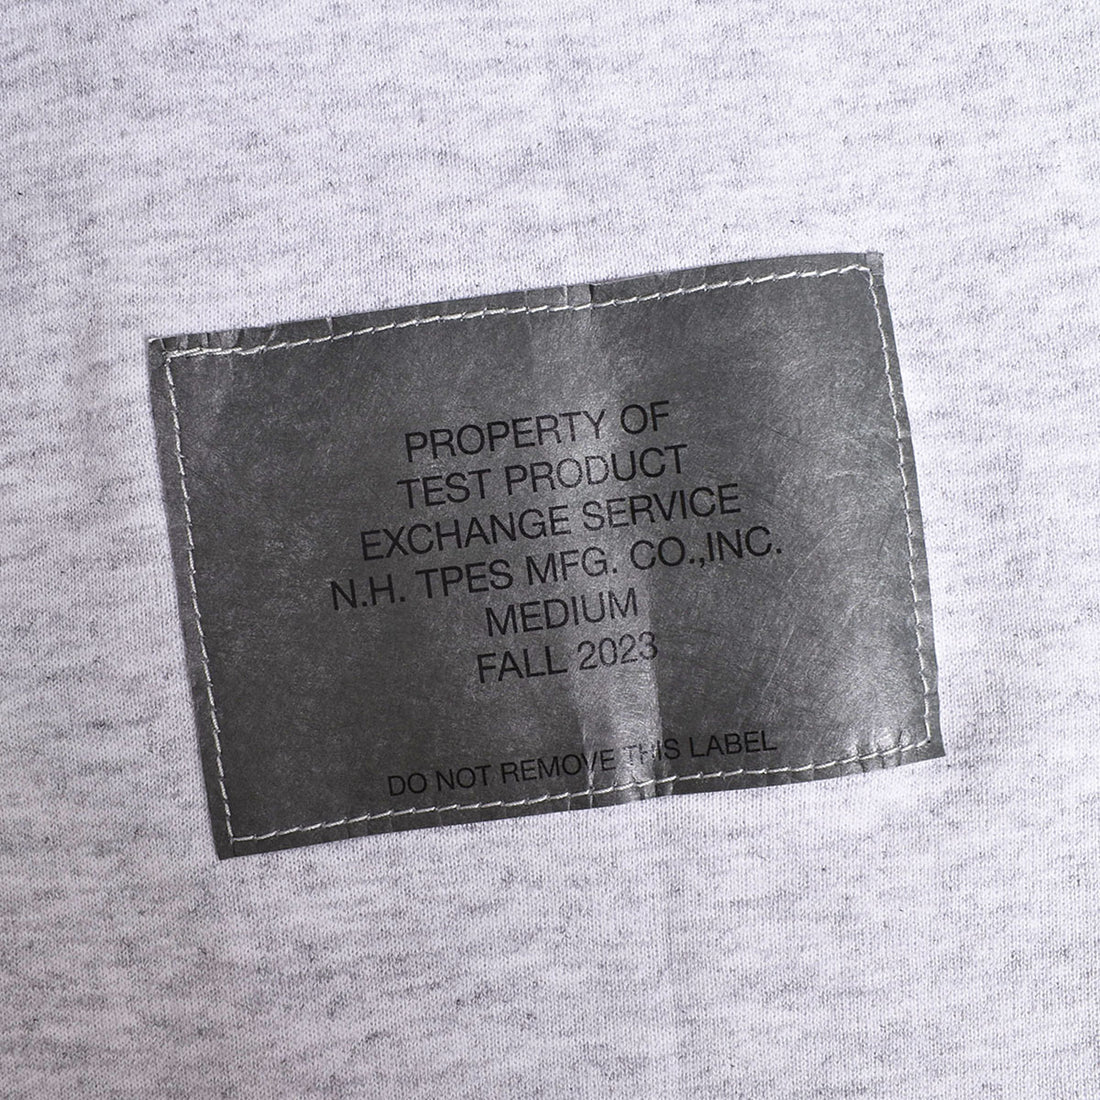 PROPERTY OF
TEST PRODUCT
EXCHANGE SERVICE
N.H. TPES MFG. CO.,INC.
MEDIUM
FALL 2023
DO NOT REMOVE THIS LABEL